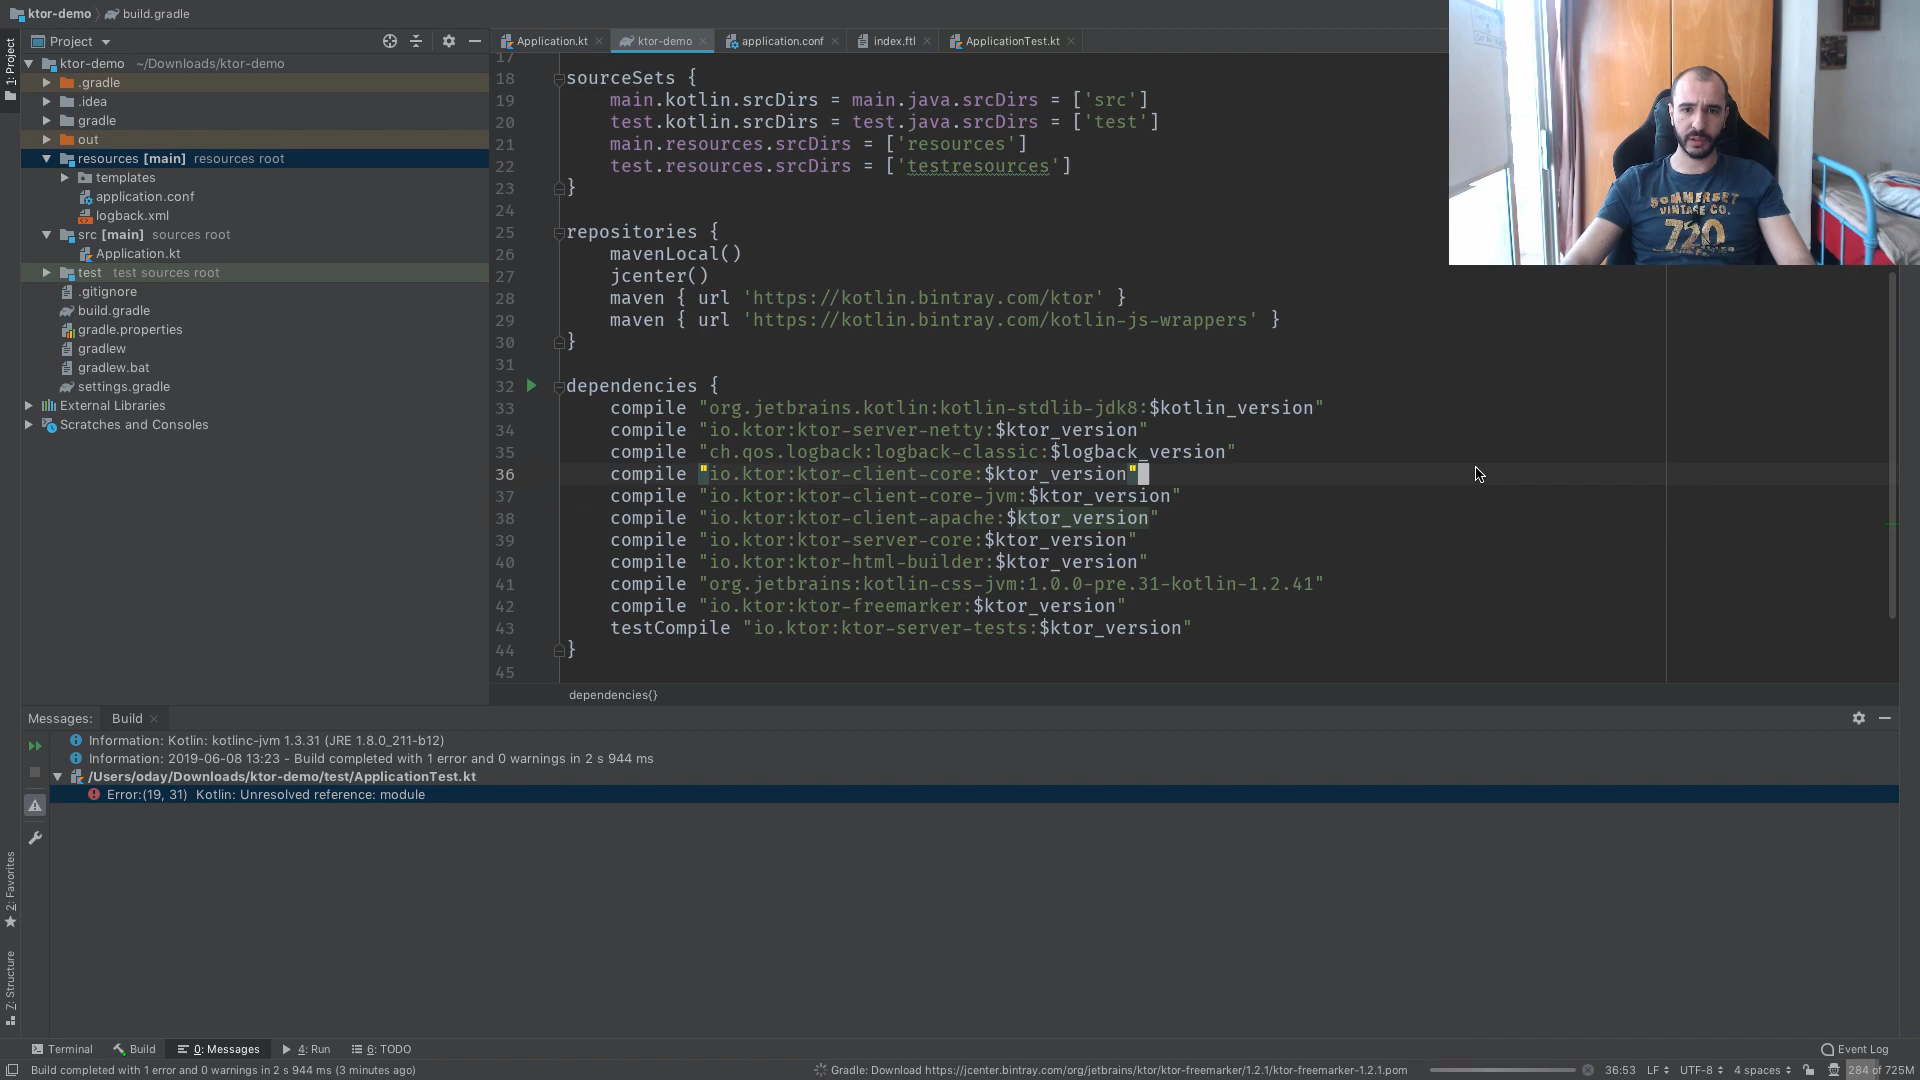 ktor-demo
build.gradle
Project
Application.kt
ktor-demo
application.conf
index.ftl
ApplicationTest.kt
1: Project
ktor-demo ~/Downloads/ktor-demo
.gradle
.idea
gradle
out
resources [main] resources root
templates
application.conf
logback.xml
src [main] sources root
Application.kt
test test sources root
.gitignore
build.gradle
gradle.properties
gradlew
gradlew.bat
settings.gradle
External Libraries
Scratches and Consoles
17
18 sourceSets {
19 main.kotlin.srcDirs = main.java.srcDirs = ['src']
20 test.kotlin.srcDirs = test.java.srcDirs = ['test']
21 main.resources.srcDirs = ['resources']
22 test.resources.srcDirs = ['testresources']
23 }
24
25 repositories {
26 mavenLocal()
27 jcenter()
28 maven { url 'https://kotlin.bintray.com/ktor' }
29 maven { url 'https://kotlin.bintray.com/kotlin-js-wrappers' }
30 }
31
32 dependencies {
33 compile "org.jetbrains.kotlin:kotlin-stdlib-jdk8:$kotlin_version"
34 compile "io.ktor:ktor-server-netty:$ktor_version"
35 compile "ch.qos.logback:logback-classic:$logback_version"
36 compile "io.ktor:ktor-client-core:$ktor_version"
37 compile "io.ktor:ktor-client-core-jvm:$ktor_version"
38 compile "io.ktor:ktor-client-apache:$ktor_version"
39 compile "io.ktor:ktor-server-core:$ktor_version"
40 compile "io.ktor:ktor-html-builder:$ktor_version"
41 compile "org.jetbrains:kotlin-css-jvm:1.0.0-pre.31-kotlin-1.2.41"
42 compile "io.ktor:ktor-freemarker:$ktor_version"
43 testCompile "io.ktor:ktor-server-tests:$ktor_version"
44 }
45
dependencies{}
SOMMERSET
VINTAGE CO.
720
Messages: Build
Information: Kotlin: kotlinc-jvm 1.3.31 (JRE 1.8.0_211-b12)
Information: 2019-06-08 13:23 - Build completed with 1 error and 0 warnings in 2 s 944 ms
/Users/oday/Downloads/ktor-demo/test/ApplicationTest.kt
Error:(19, 31) Kotlin: Unresolved reference: module
2: Favorites
7: Structure
Terminal
Build
0: Messages
4: Run
6: TODO
Event Log
Build completed with 1 error and 0 warnings in 2 s 944 ms (3 minutes ago)
Gradle: Download https://jcenter.bintray.com/org/jetbrains/ktor/ktor-freemarker/1.2.1/ktor-freemarker-1.2.1.pom
36:53 LF UTF-8 4 spaces 284 of 725M